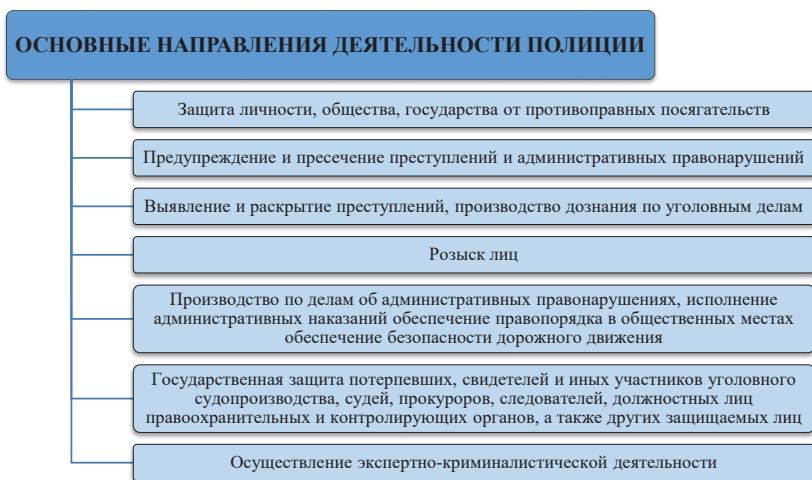 ОСНОВНЫЕ НАПРАВЛЕНИЯ ДЕЯТЕЛЬНОСТИ ПОЛИЦИИ
Защита личности, общества, государства от противоправных посягательств
Предупреждение и пресечение преступлений и административных правонарушений
Выявление и раскрытие преступлений, производство дознания по уголовным делам
Розыск лиц
Производство по делам об административных правонарушениях, исполнение
административных наказаний обеспечение правопорядка в общественных местах
обеспечение безопасности дорожного движения
Государственная защита потерпевших, свидетелей и иных участников уголовного
судопроизводства, судей, прокуроров, следователей, должностных лиц
правоохранительных и контролирующих органов, а также других защищаемых лиц
Осуществление экспертно-криминалистической деятельности